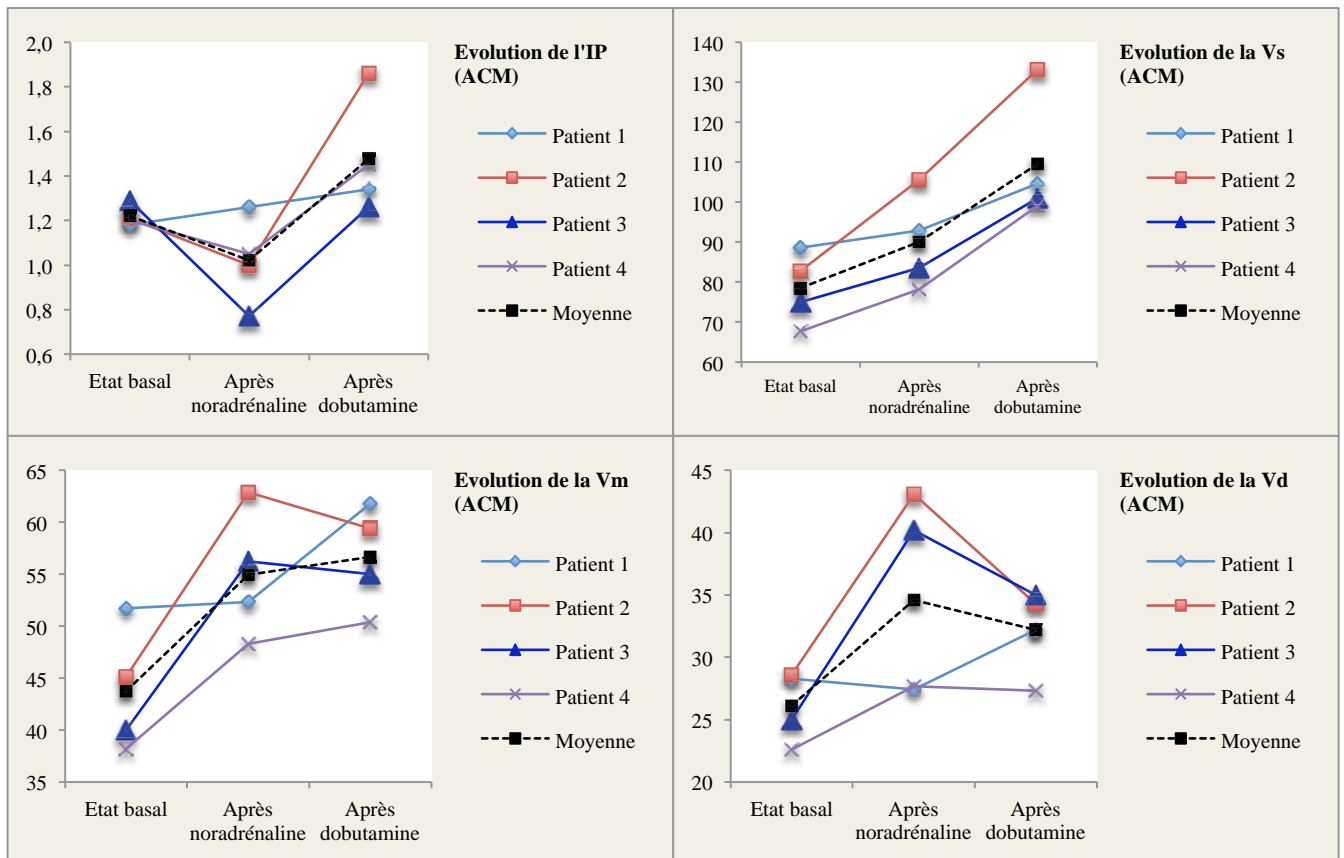 2,0
1,8
1,6
1,4
1,2
1,0
0,8
0,6
Etat basal
Après
noradrénaline
Après
dobutamine
Evolution de l'IP
(ACM)
Patient 1
Patient 2
Patient 3
Patient 4
Moyenne
140
130
120
110
100
90
80
70
60
Etat basal
Après
noradrénaline
Après
dobutamine
Evolution de la Vs
(ACM)
Patient 1
Patient 2
Patient 3
Patient 4
Moyenne
65
60
55
50
45
40
35
Etat basal
Après
noradrénaline
Après
dobutamine
Evolution de la Vm
(ACM)
Patient 1
Patient 2
Patient 3
Patient 4
Moyenne
45
40
35
30
25
20
Etat basal
Après
noradrénaline
Après
dobutamine
Evolution de la Vd
(ACM)
Patient 1
Patient 2
Patient 3
Patient 4
Moyenne